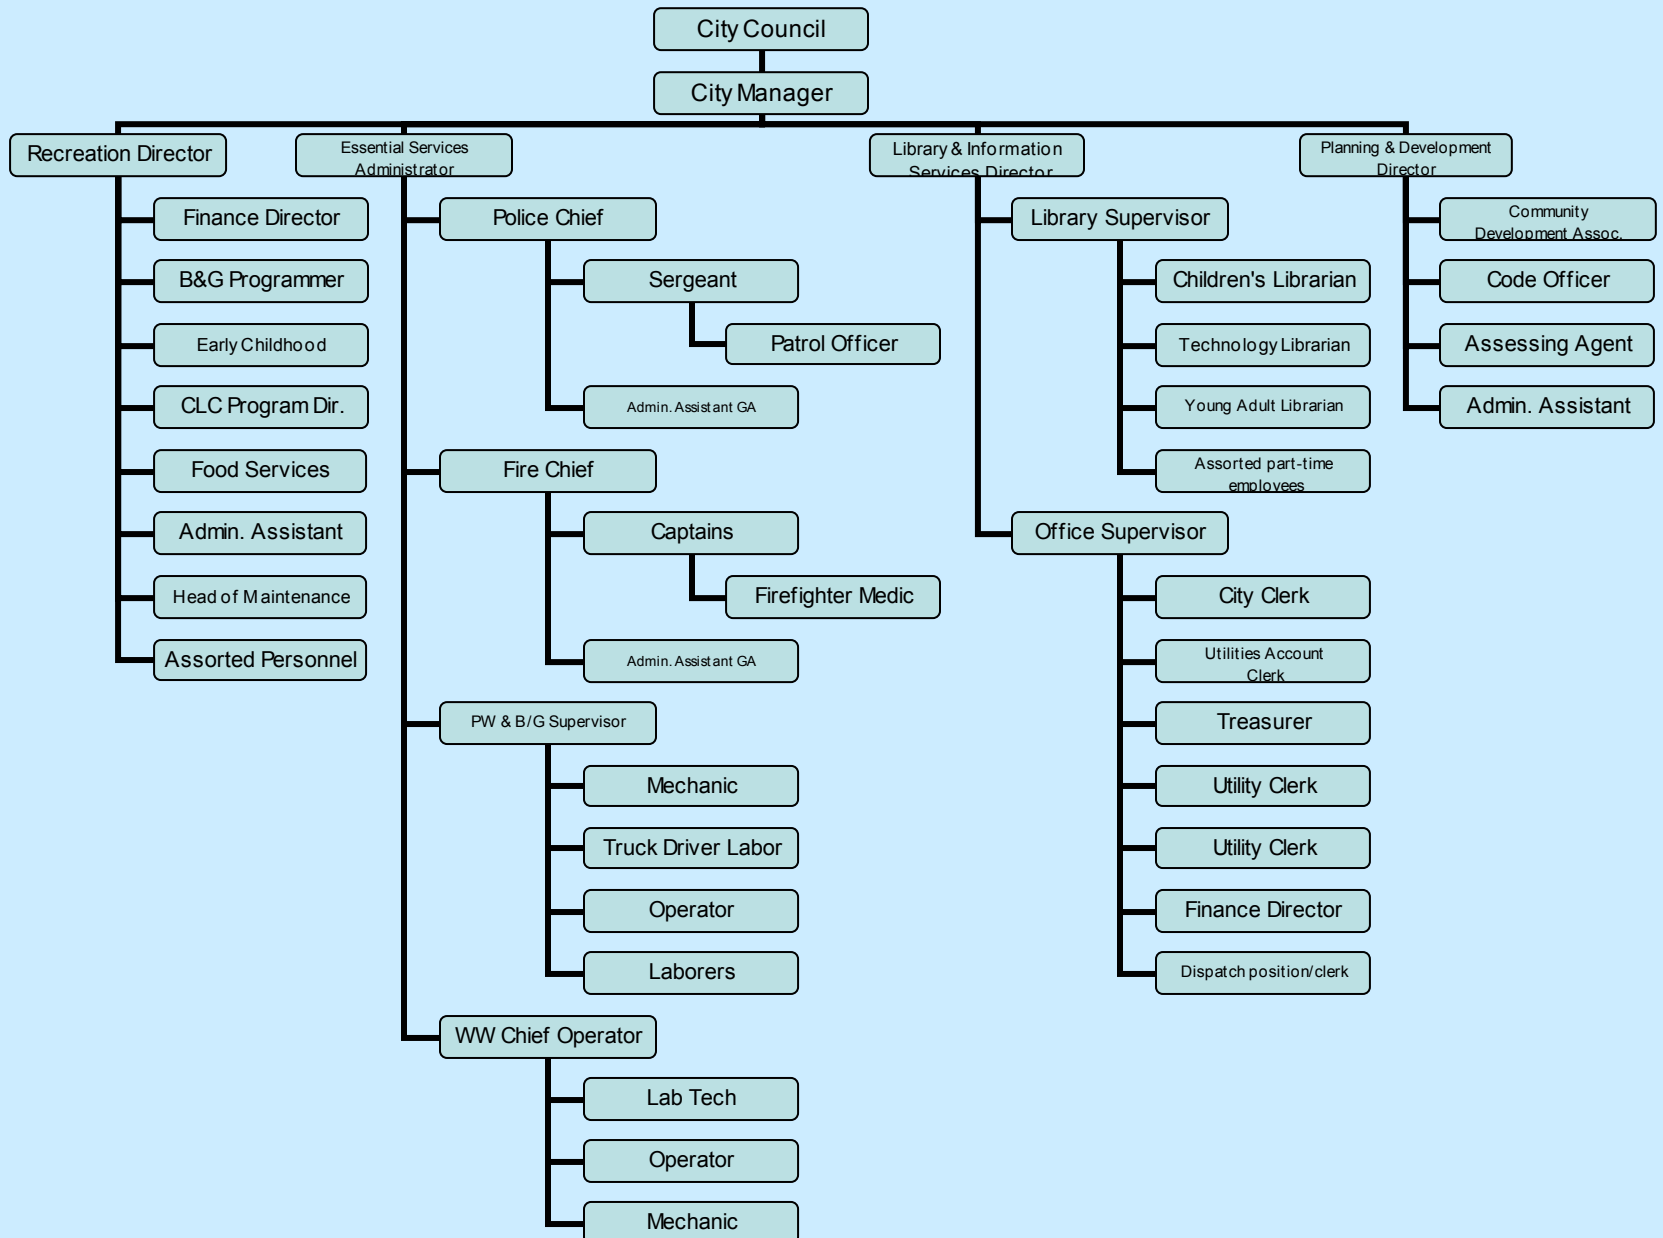 City Council
City Manager
Recreation Director
Essential Services
Administrator
Library & Information
Services Director
Planning & Development
Director
Finance Director
B&G Programmer
Early Childhood
CLC Program Dir.
Food Services
Admin. Assistant
Head of Maintenance
Assorted Personnel
Police Chief
Sergeant
Patrol Officer
Admin. Assistant GA
Fire Chief
Captains
Firefighter Medic
Admin. Assistant GA
PW & B/G Supervisor
Mechanic
Truck Driver Labor
Operator
Laborers
WW Chief Operator
Lab Tech
Operator
Mechanic
Library Supervisor
Children's Librarian
Technology Librarian
Young Adult Librarian
Assorted part-time
employees
Office Supervisor
City Clerk
Utilities Account
Clerk
Treasurer
Utility Clerk
Utility Clerk
Finance Director
Dispatch position/clerk
Community
Development Assoc.
Code Officer
Assessing Agent
Admin. Assistant